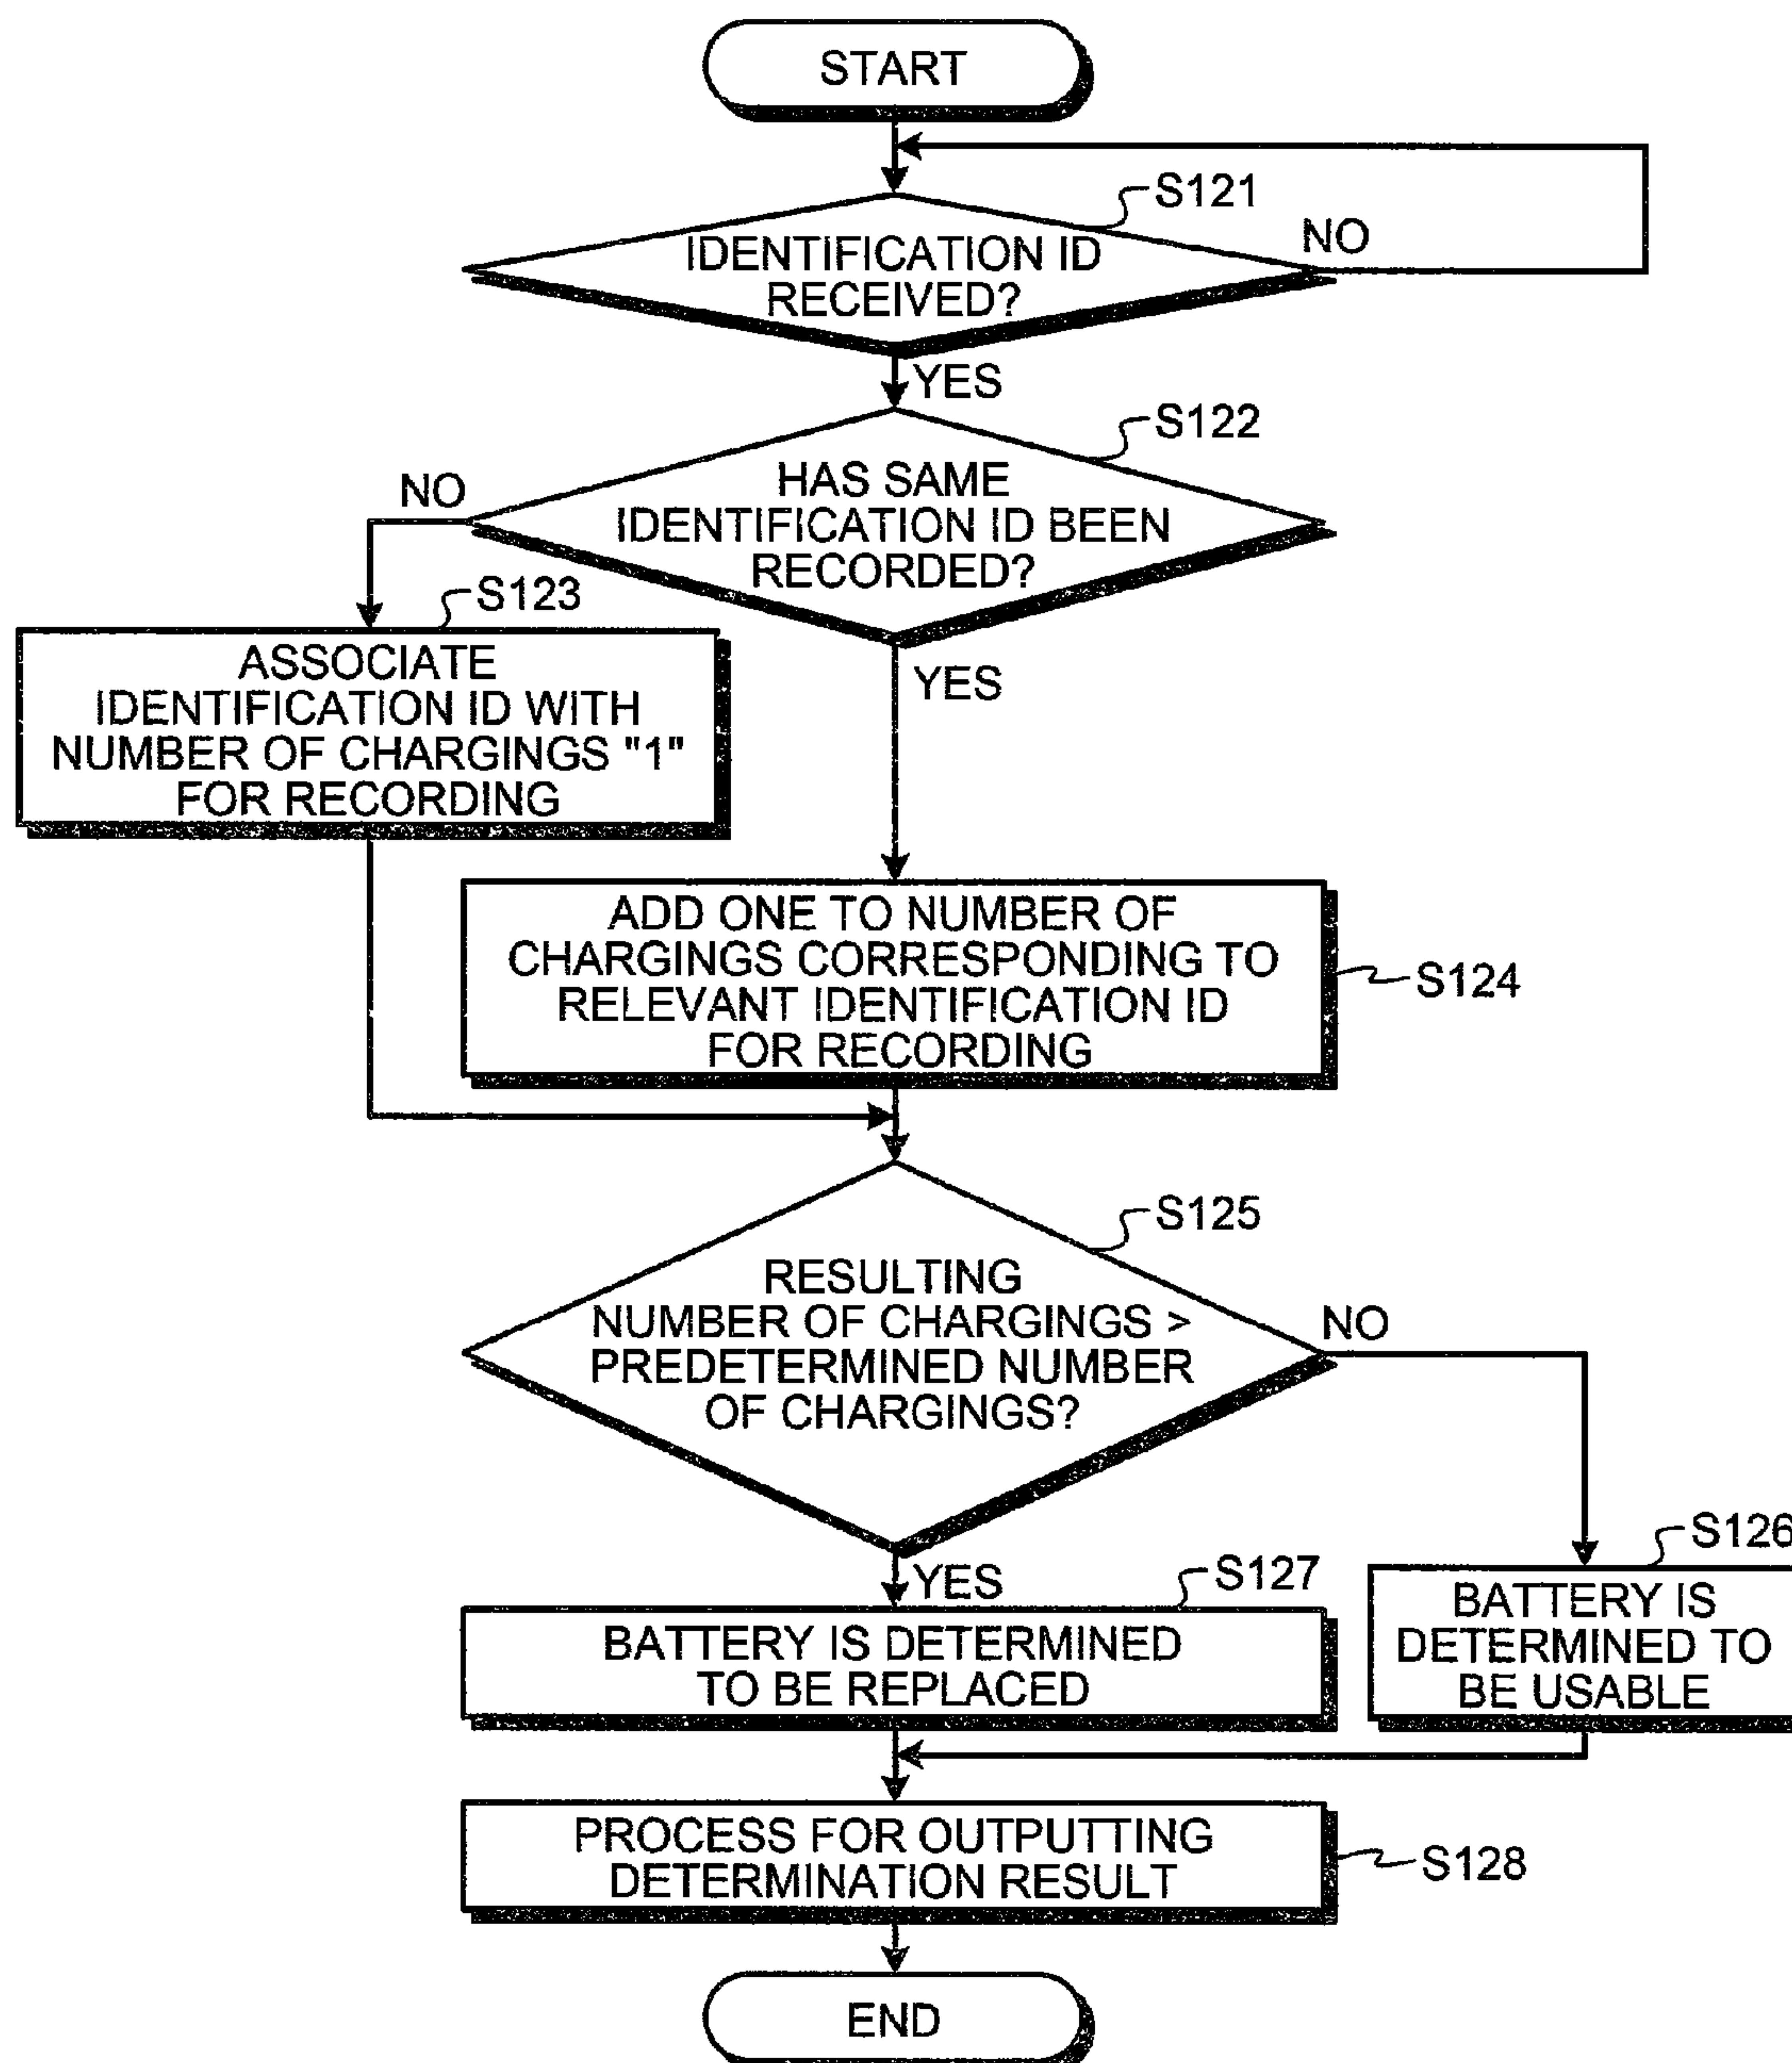 START
S121
IDENTIFICATION ID
RECEIVED?
NO
YES
S122
HAS SAME
IDENTIFICATION ID BEEN
RECORDED?
NO
YES
S123
ASSOCIATE
IDENTIFICATION ID WITH
NUMBER OF CHARGINGS "1"
FOR RECORDING
ADD ONE TO NUMBER OF
CHARGINGS CORRESPONDING TO
RELEVANT IDENTIFICATION ID
FOR RECORDING
S124
S125
RESULTING
NUMBER OF CHARGINGS >
PREDETERMINED NUMBER
OF CHARGINGS?
NO
YES
S127
BATTERY IS DETERMINED
TO BE REPLACED
S126
BATTERY IS
DETERMINED TO
BE USABLE
PROCESS FOR OUTPUTTING
DETERMINATION RESULT
S128
END